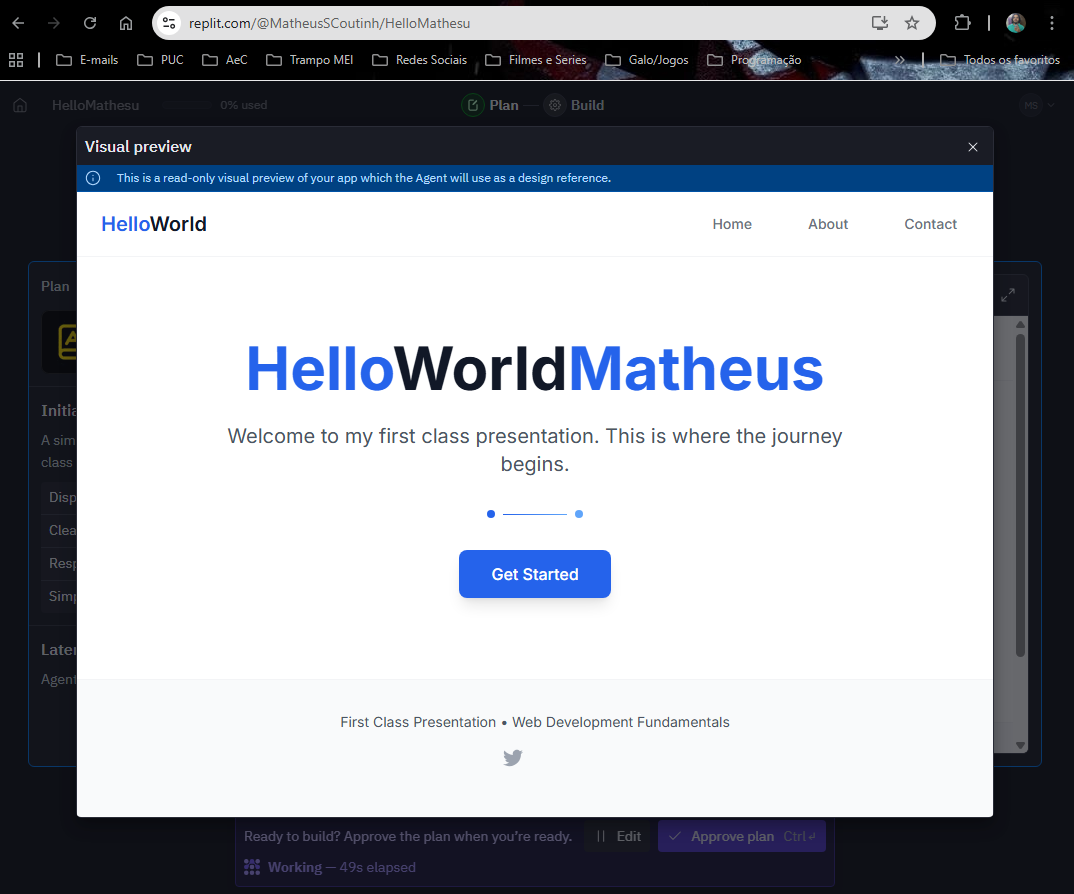 replit.com/@MatheusSCoutinh/HelloMathesu
E-mails PUC AeC Trampo MEI Redes Sociais Filmes e Series Galo/Jogos Programação » Todos os favoritos
HelloMathesu 0% used Plan Build MS
Visual preview
This is a read-only visual preview of your app which the Agent will use as a design reference.
HelloWorld Home About Contact
Plan
HelloWorldMatheus
Initia
A sim
class
Welcome to my first class presentation. This is where the journey
begins.
Disp
Clea
Resp
Simp
Get Started
Later
Agent
First Class Presentation • Web Development Fundamentals
Ready to build? Approve the plan when you're ready. Edit Approve plan Ctrl↵
Working — 49s elapsed